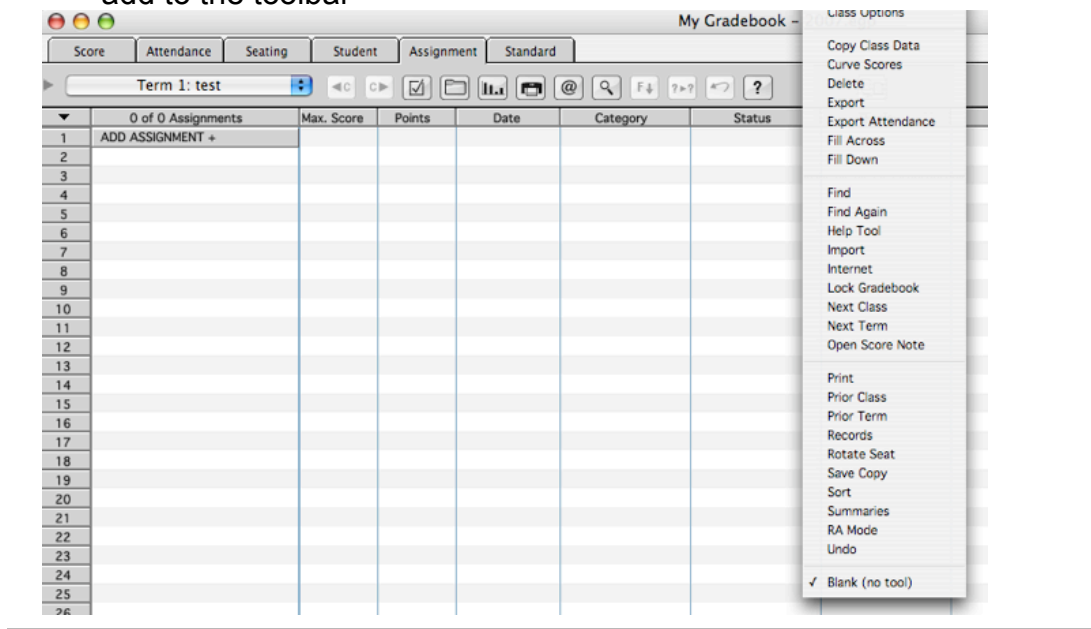 add to the toolbar
My Gradebook –
Score Attendance Seating Student Assignment Standard
Term 1: test C C F ?▸? @ ?
0 of 0 Assignments Max. Score Points Date Category Status
1 ADD ASSIGNMENT +
2
3
4
5
6
7
8
9
10
11
12
13
14
15
16
17
18
19
20
21
22
23
24
25
26
Class Options
Copy Class Data
Curve Scores
Delete
Export
Export Attendance
Fill Across
Fill Down
Find
Find Again
Help Tool
Import
Internet
Lock Gradebook
Next Class
Next Term
Open Score Note
Print
Prior Class
Prior Term
Records
Rotate Seat
Save Copy
Sort
Summaries
RA Mode
Undo
✓ Blank (no tool)